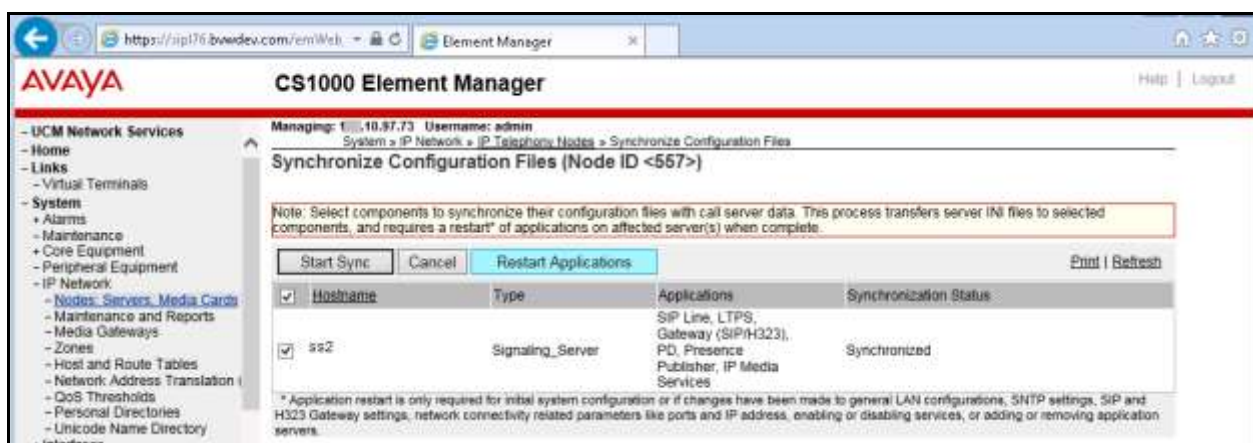 https://sipl76.bvwdev.com/emWeb
Element Manager
AVAYA
CS1000 Element Manager
Help | Logout
Managing: 1 .10.97.73 Username: admin
System » IP Network » IP Telephony Nodes » Synchronize Configuration Files
Synchronize Configuration Files (Node ID <557>)
Note: Select components to synchronize their configuration files with call server data. This process transfers server INI files to selected
components, and requires a restart* of applications on affected server(s) when complete.
Start Sync Cancel Restart Applications Print | Refresh
Hostname Type Applications Synchronization Status
ss2 Signaling_Server
SIP Line, LTPS,
Gateway (SIP/H323),
PD, Presence
Publisher, IP Media
Services
Synchronized
* Application restart is only required for initial system configuration or if changes have been made to general LAN configurations, SNTP settings, SIP and
H323 Gateway settings, network connectivity related parameters like ports and IP address, enabling or disabling services, or adding or removing application
servers.
- UCM Network Services
- Home
- Links
- Virtual Terminals
- System
+ Alarms
- Maintenance
+ Core Equipment
- Peripheral Equipment
- IP Network
- Nodes: Servers, Media Cards
- Maintenance and Reports
- Media Gateways
- Zones
- Host and Route Tables
- Network Address Translation (
- QoS Thresholds
- Personal Directories
- Unicode Name Directory